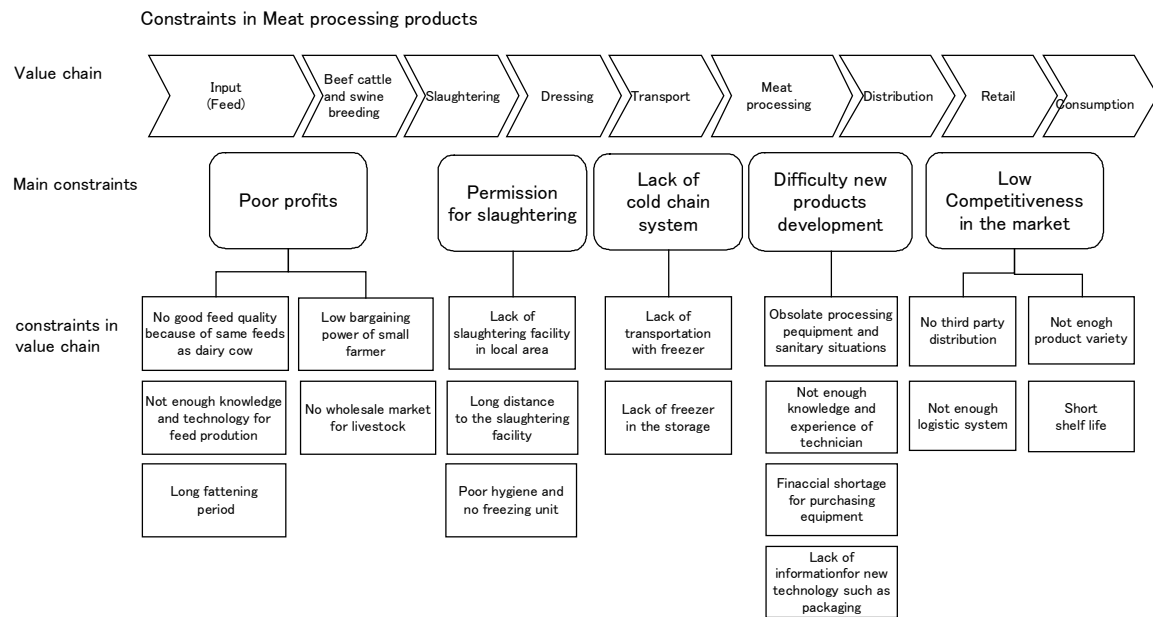 Constraints in Meat processing products
Value chain
Input
(Feed)
Beef cattle
and swine
breeding
Slaughtering
Dressing
Transport
Meat
processing
Distribution
Retail
Consumption
Main constraints
Poor profits
Permission
for slaughtering
Lack of
cold chain
system
Difficulty new
products
development
Low
Competitiveness
in the market
constraints in
value chain
No good feed quality
because of same feeds
as dairy cow
Low bargaining
power of small
farmer
Lack of
slaughtering facility
in local area
Lack of
transportation
with freezer
Obsolate processing
pequipment and
sanitary situations
No third party
distribution
Not enogh
product variety
Not enough knowledge
and technology for
feed prodution
No wholesale market
for livestock
Long distance
to the slaughtering
facility
Lack of freezer
in the storage
Not enough
knowledge and
experience of
technician
Not enough
logistic system
Short
shelf life
Long fattening
period
Poor hygiene and
no freezing unit
Finaccial shortage
for purchasing
equipment
Lack of
informationfor new
technology such as
packaging